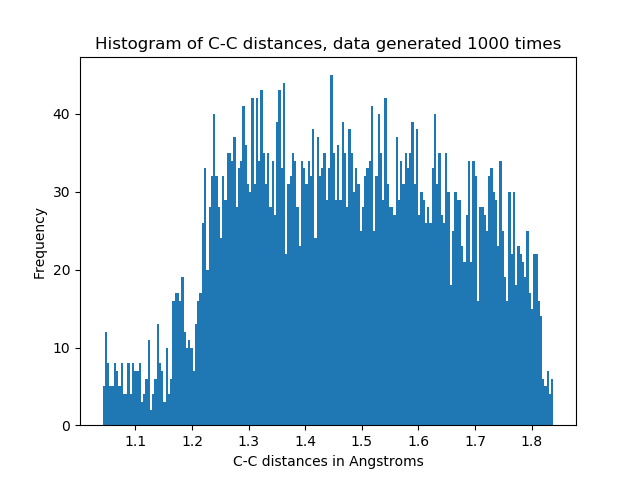 Histogram of C-C distances, data generated 1000 times
Frequency
40
30
20
10
0
1.1 1.2 1.3 1.4 1.5 1.6 1.7 1.8
C-C distances in Angstroms